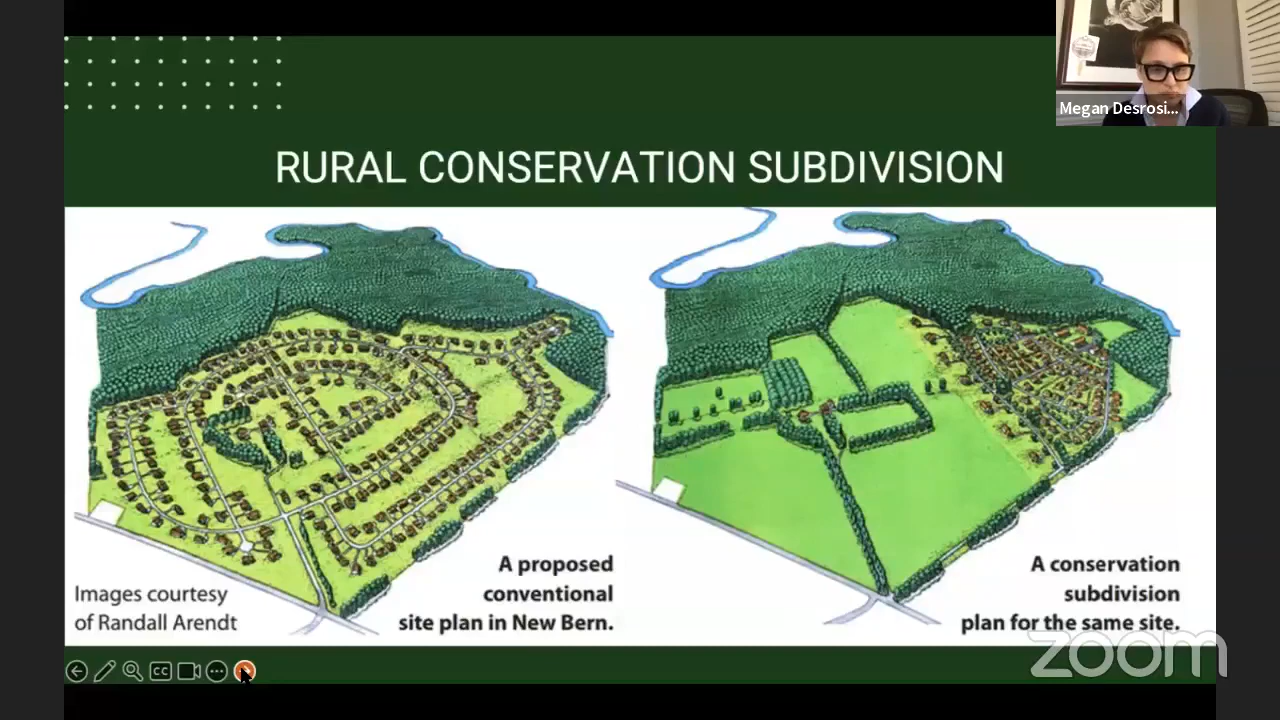 Megan Desrosi...
RURAL CONSERVATION SUBDIVISION
Images courtesy
of Randall Arendt
A proposed
conventional
site plan in New Bern.
A conservation
subdivision
plan for the same site.
CC
zoom